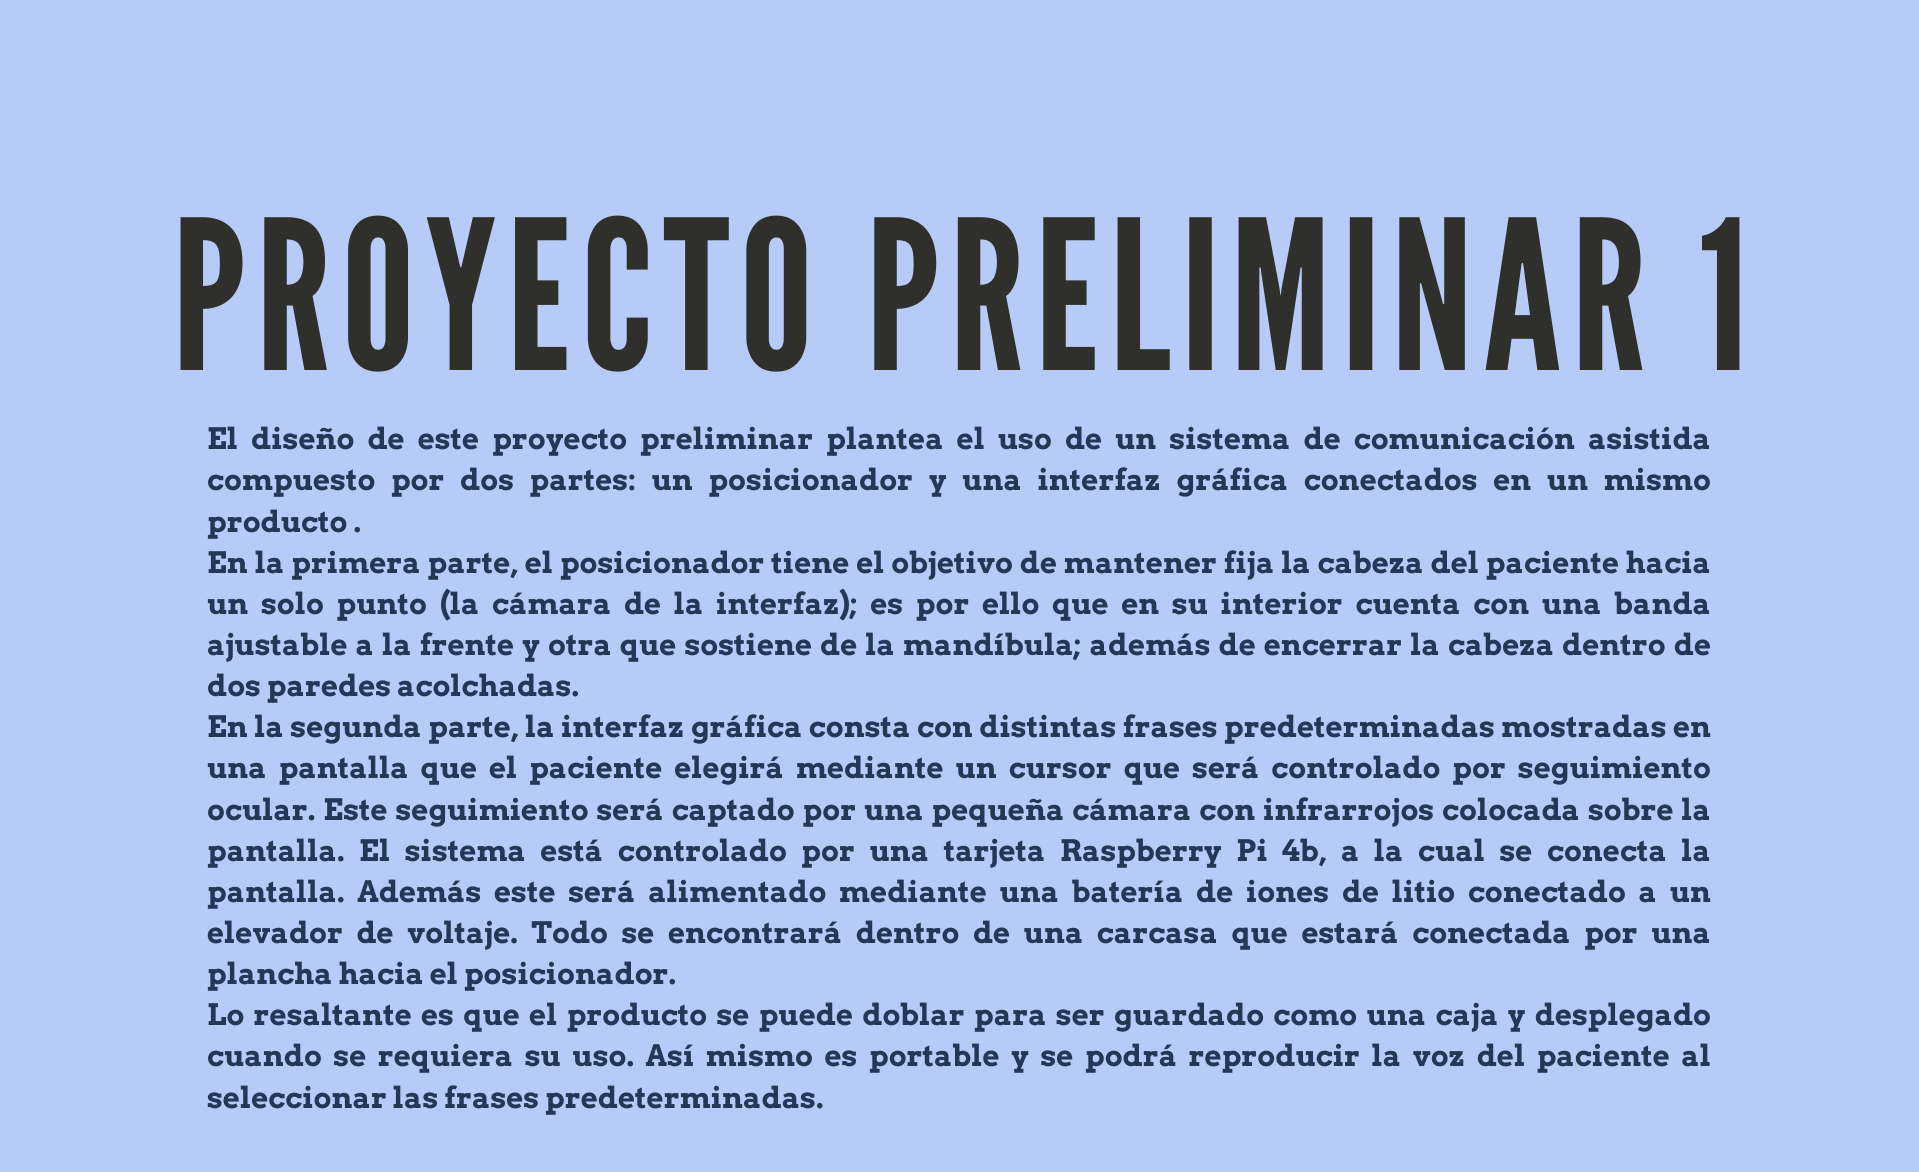 PROYECTO PRELIMINAR 1
El diseño de este proyecto preliminar plantea el uso de un sistema de comunicación asistida
compuesto por dos partes: un posicionador y una interfaz gráfica conectados en un mismo
producto .
En la primera parte, el posicionador tiene el objetivo de mantener fija la cabeza del paciente hacia
un solo punto (la cámara de la interfaz); es por ello que en su interior cuenta con una banda
ajustable a la frente y otra que sostiene de la mandíbula; además de encerrar la cabeza dentro de
dos paredes acolchadas.
En la segunda parte, la interfaz gráfica consta con distintas frases predeterminadas mostradas en
una pantalla que el paciente elegirá mediante un cursor que será controlado por seguimiento
ocular. Este seguimiento será captado por una pequeña cámara con infrarrojos colocada sobre la
pantalla. El sistema está controlado por una tarjeta Raspberry Pi 4b, a la cual se conecta la
pantalla. Además este será alimentado mediante una batería de iones de litio conectado a un
elevador de voltaje. Todo se encontrará dentro de una carcasa que estará conectada por una
plancha hacia el posicionador.
Lo resaltante es que el producto se puede doblar para ser guardado como una caja y desplegado
cuando se requiera su uso. Así mismo es portable y se podrá reproducir la voz del paciente al
seleccionar las frases predeterminadas.